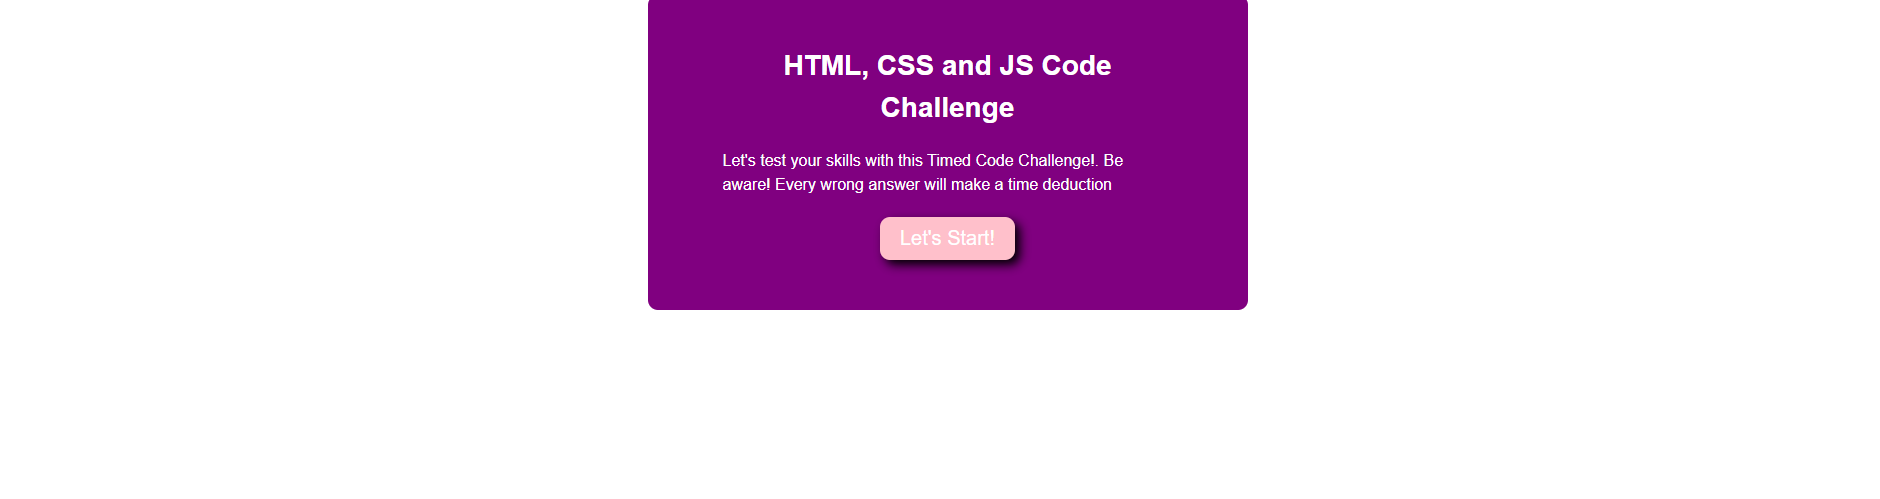 HTML, CSS and JS Code
Challenge
Let's test your skills with this Timed Code Challenge!. Be
aware! Every wrong answer will make a time deduction
Let's Start!